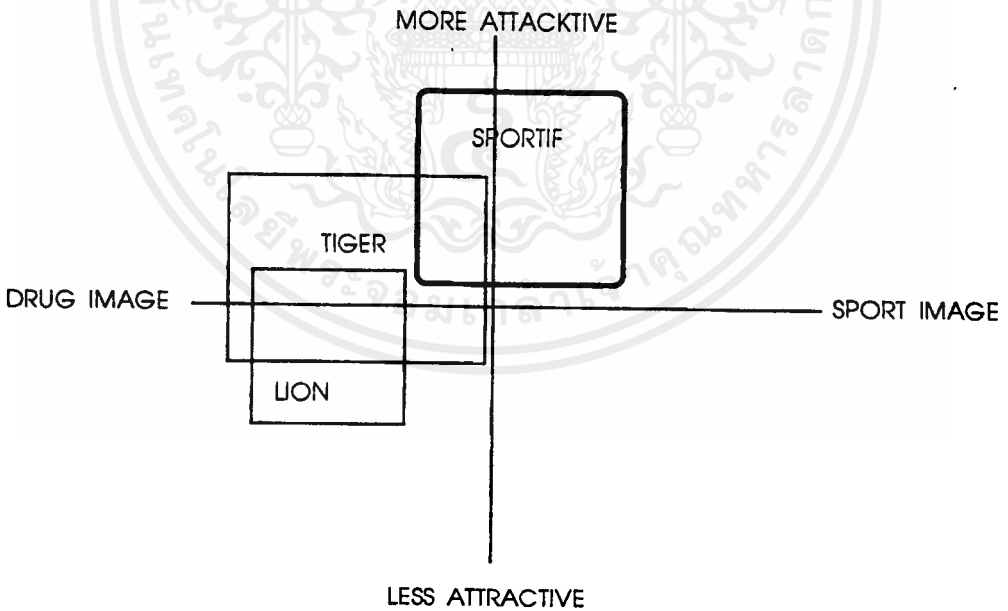 MORE ATTACKTIVE
SPORTIF
TIGER
DRUG IMAGE
SPORT IMAGE
LION
LESS ATTRACTIVE